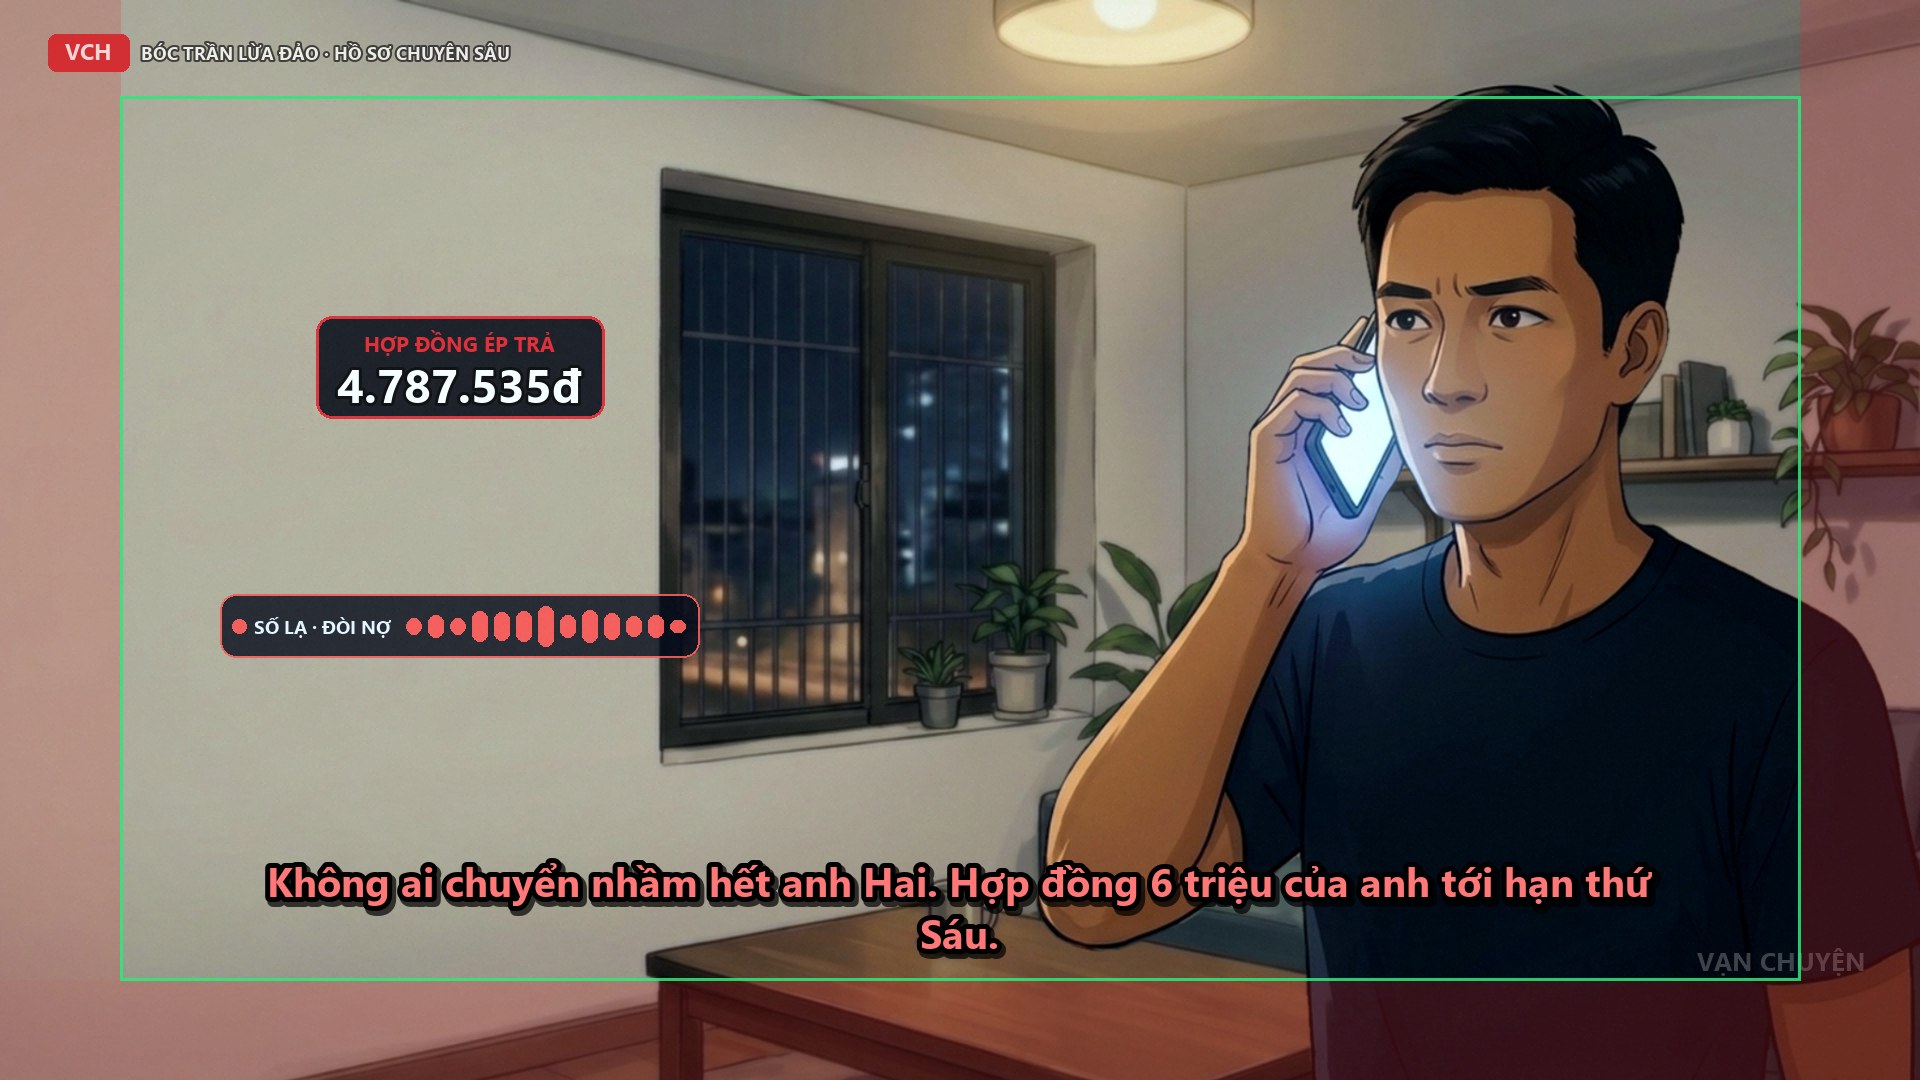 VCH BÓC TRẦN LỪA ĐẢO · HỒ SƠ CHUYÊN SÂU
HỢP ĐỒNG ÉP TRẢ
4.787.535đ
SỐ LẠ · ĐÒI NỢ
Không ai chuyển nhầm hết anh Hai. Hợp đồng 6 triệu của anh tới hạn thứ
Sáu.
VẠN CHUYỆN